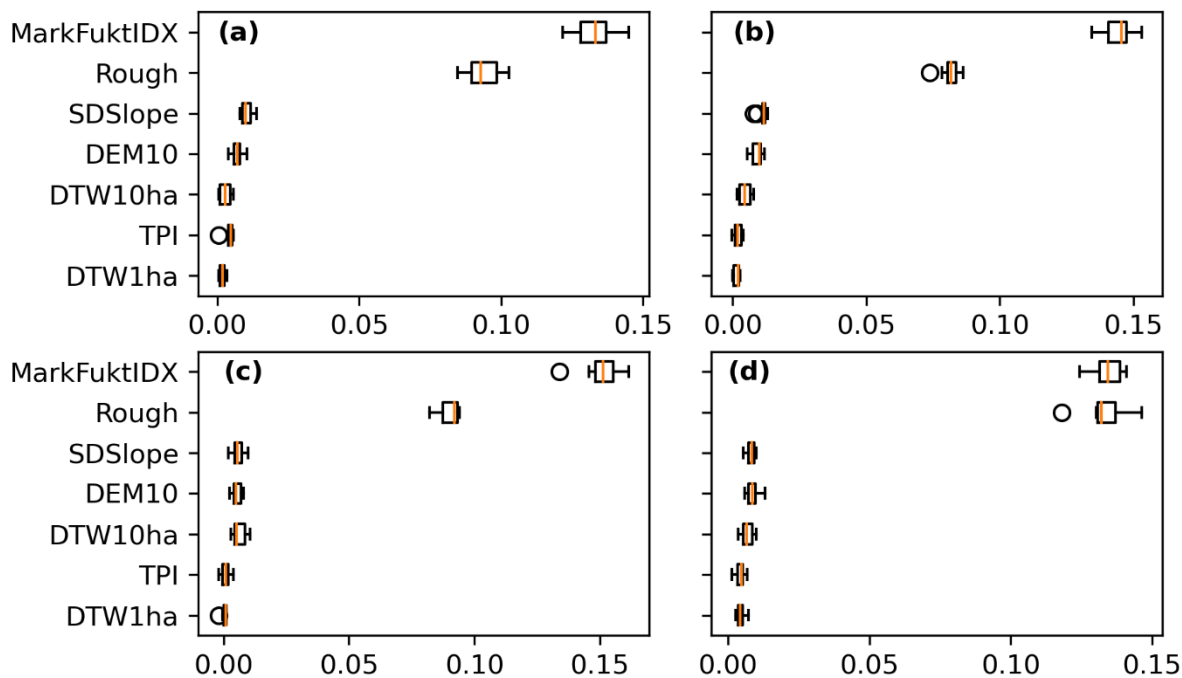 MarkFuktIDX
Rough
SDSlope
DEM10
DTW10ha
TPI
DTW1ha
(a)
0.00 0.05 0.10 0.15
(b)
0.00 0.05 0.10 0.15
MarkFuktIDX
Rough
SDSlope
DEM10
DTW10ha
TPI
DTW1ha
(c)
0.00 0.05 0.10 0.15
(d)
0.00 0.05 0.10 0.15